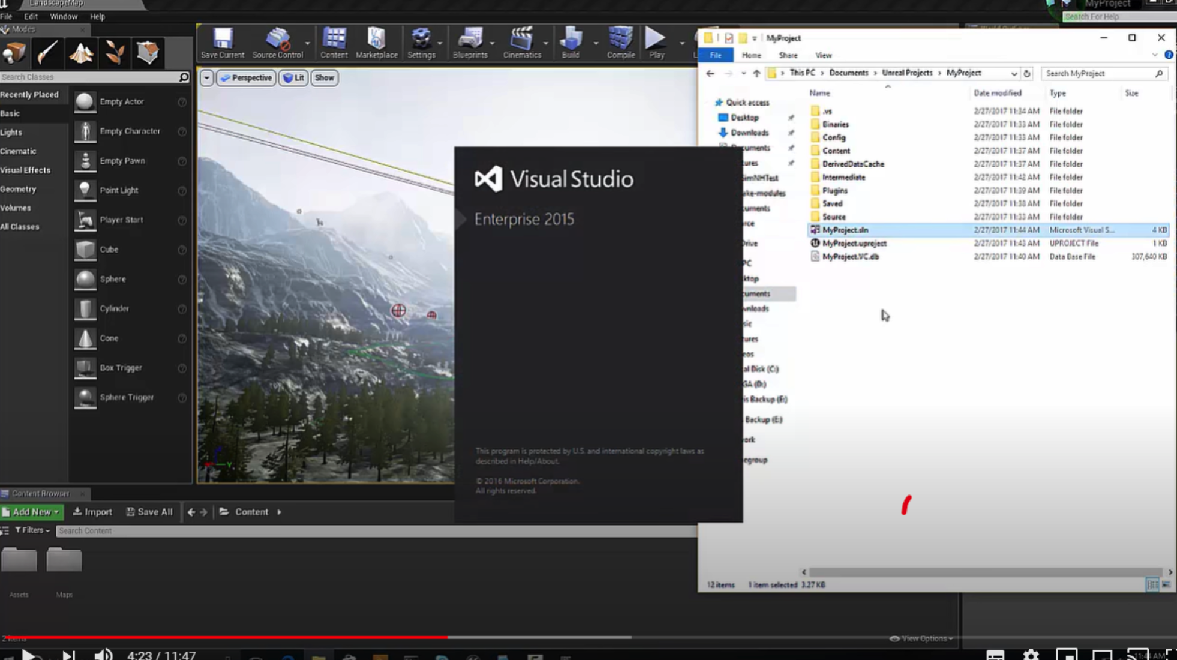 LandscapeMap
MyProject
File Edit Window Help
Search For Help
Modes
Search Classes
Recently Placed
Basic
Lights
Cinematic
Visual Effects
Geometry
Volumes
All Classes
Empty Actor
Empty Character
Empty Pawn
Point Light
Player Start
Cube
Sphere
Cylinder
Cone
Box Trigger
Sphere Trigger
Save Current Source Control Content Marketplace Settings Blueprints Cinematics Build Compile Play
Perspective Lit Show
Visual Studio
Enterprise 2015
This program is protected by U.S. and international copyright laws as
described in Help/About.
© 2016 Microsoft Corporation.
All rights reserved.
MyProject
File Home Share View
This PC Documents Unreal Projects MyProject
Search MyProject
Name Date modified Type Size
Quick access
Desktop
Downloads
.vs 2/27/2017 11:34 AM File folder
Binaries 2/27/2017 11:33 AM File folder
Config 2/27/2017 11:33 AM File folder
Content 2/27/2017 11:37 AM File folder
DerivedDataCache 2/27/2017 11:37 AM File folder
Intermediate 2/27/2017 11:42 AM File folder
Plugins 2/27/2017 11:33 AM File folder
Saved 2/27/2017 11:33 AM File folder
Source 2/27/2017 11:33 AM File folder
MyProject.sln 2/27/2017 11:44 AM Microsoft Visual S... 4 KB
MyProject.uproject 2/27/2017 11:43 AM UPROJECT File 1 KB
MyProject.VC.db 2/27/2017 11:40 AM Data Base File 307,640 KB
12 items 1 item selected 3.27 KB
Content Browser
Add New Import Save All Content
Filters Search Content
Assets Maps
View Options
4:23 / 11:47